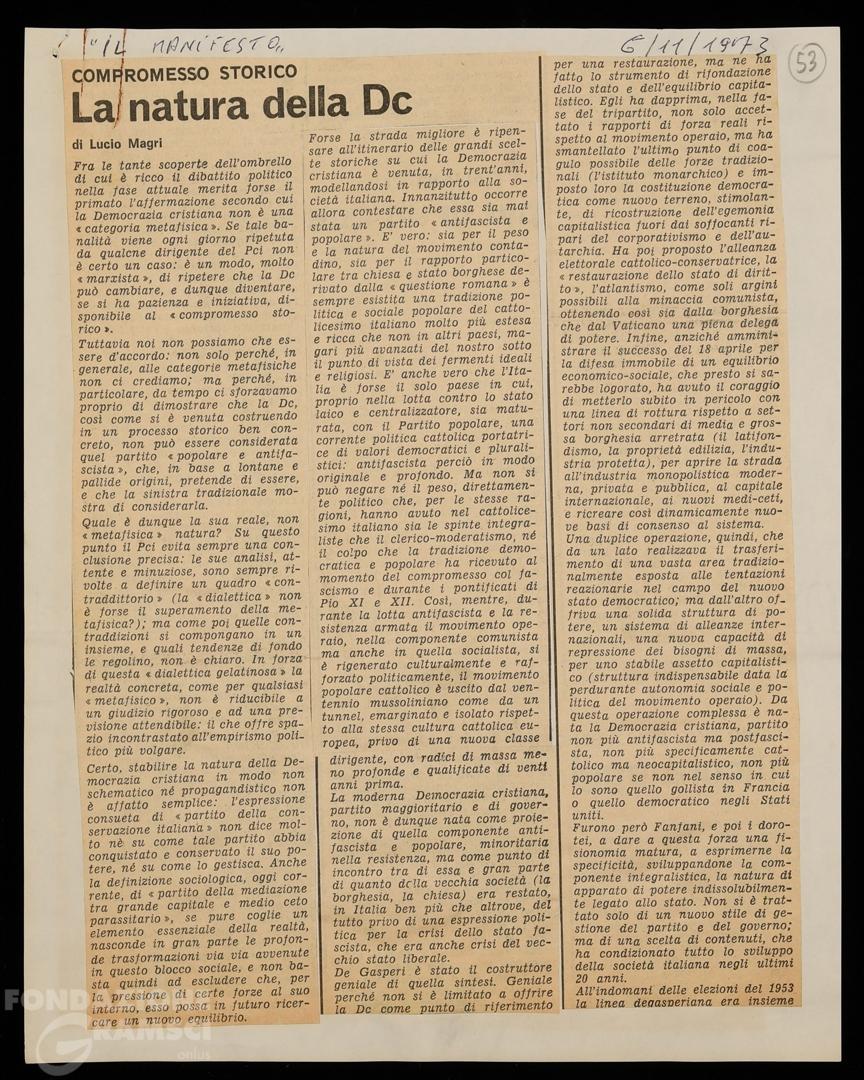 "IL MANIFESTO"
6/11/1973
53
COMPROMESSO STORICO
La natura della Dc
di Lucio Magri
Fra le tante scoperte dell'ombrello
di cui è ricco il dibattito politico
nella fase attuale merita forse il
primato l'affermazione secondo cui
la Democrazia cristiana non è una
« categoria metafisica ». Se tale ba-
nalità viene ogni giorno ripetuta
da qualche dirigente del Pci non
è certo un caso: è un modo, molto
« marxista », di ripetere che la Dc
può cambiare, e dunque diventare,
se si ha pazienza e iniziativa, di-
sponibile al « compromesso sto-
rico ».
Tuttavia noi non possiamo che es-
sere d'accordo: non solo perché, in
generale, alle categorie metafisiche
non ci crediamo; ma perché, in
particolare, da tempo ci sforzavamo
proprio di dimostrare che la Dc,
così come si è venuta costruendo
in un processo storico ben con-
creto, non può essere considerata
quel partito « popolare e antifa-
scista », che, in base a lontane e
pallide origini, pretende di essere,
e che la sinistra tradizionale mo-
stra di considerarla.
Quale è dunque la sua reale, non
« metafisica » natura? Su questo
punto il Pci evita sempre una con-
clusione precisa: le sue analisi, at-
tente e minuziose, sono sempre ri-
volte a definire un quadro « con-
traddittorio » (la « dialettica » non
è forse il superamento della me-
tafisica?); ma come poi quelle con-
traddizioni si compongano in un
insieme, e quali tendenze di fondo
le regolino, non è chiaro. In forza
di questa « dialettica gelatinosa » la
realtà concreta, come per qualsiasi
« metafisico », non è riducibile a
un giudizio rigoroso e ad una pre-
visione attendibile: il che offre spa-
zio incontrastato all'empirismo poli-
tico più volgare.
Certo, stabilire la natura della De-
mocrazia cristiana in modo non
schematico né propagandistico non
è affatto semplice: l'espressione
consueta di « partito della con-
servazione italiana » non dice mol-
to nè su come tale partito abbia
conquistato e conservato il suo po-
tere, né su come lo gestisca. Anche
la definizione sociologica, oggi cor-
rente, di « partito della mediazione
tra grande capitale e medio ceto
parassitario », se pure coglie un
elemento essenziale della realtà,
nasconde in gran parte le profon-
de trasformazioni via via avvenute
in questo blocco sociale, e non ba-
sta quindi ad escludere che, per
la pressione di certe forze al suo
interno, essa possa in futuro ricer-
care un nuovo equilibrio.
Forse la strada migliore è ripen-
sare all'itinerario delle grandi scel-
te storiche su cui la Democrazia
cristiana è venuta, in trent'anni,
modellandosi in rapporto alla so-
cietà italiana. Innanzitutto occorre
allora contestare che essa sia mai
stata un partito « antifascista e
popolare ». E' vero: sia per il peso
e la natura del movimento conta-
dino, sia per il rapporto partico-
lare tra chiesa e stato borghese de-
rivato dalla « questione romana » è
sempre esistita una tradizione po-
litica e sociale popolare del catto-
licesimo italiano molto più estesa
e ricca che non in altri paesi, ma-
gari più avanzati del nostro sotto
il punto di vista dei fermenti ideali
e religiosi. E' anche vero che l'Ita-
lia è forse il solo paese in cui,
proprio nella lotta contro lo stato
laico e centralizzatore, sia matu-
rata, con il Partito popolare, una
corrente politica cattolica portatri-
ce di valori democratici e plurali-
stici: antifascista perciò in modo
originale e profondo. Ma non si
può negare né il peso, direttamen-
te politico che, per le stesse ra-
gioni, hanno avuto nel cattolice-
simo italiano sia le spinte integra-
liste che il clerico-moderatismo, né
il colpo che la tradizione demo-
cratica e popolare ha ricevuto al
momento del compromesso col fa-
scismo e durante i pontificati di
Pio XI e XII. Così, mentre, du-
rante la lotta antifascista e la re-
sistenza armata il movimento ope-
raio, nella componente comunista
ma anche in quella socialista, si
è rigenerato culturalmente e raf-
forzato politicamente, il movimento
popolare cattolico è uscito dal ven-
tennio mussoliniano come da un
tunnel, emarginato e isolato rispet-
to alla stessa cultura cattolica eu-
ropea, privo di una nuova classe
dirigente, con radici di massa me-
no profonde e qualificate di venti
anni prima.
La moderna Democrazia cristiana,
partito maggioritario e di gover-
no, non è dunque nata come proie-
zione di quella componente anti-
fascista e popolare, minoritaria
nella resistenza, ma come punto di
incontro tra di essa e gran parte
di quanto della vecchia società (la
borghesia, la chiesa) era restato,
in Italia ben più che altrove, del
tutto privo di una espressione poli-
tica per la crisi dello stato fa-
scista, che era anche crisi del vec-
chio stato liberale.
De Gasperi è stato il costruttore
geniale di quella sintesi. Geniale
perché non si è limitato a offrire
la Dc come punto di riferimento
per una restaurazione, ma ne ha
fatto lo strumento di rifondazione
dello stato e dell'equilibrio capita-
listico. Egli ha dapprima, nella fa-
se del tripartito, non solo accet-
tato i rapporti di forza reali ri-
spetto al movimento operaio, ma ha
smantellato l'ultimo punto di coa-
gulo possibile delle forze tradizio-
nali (l'istituto monarchico) e im-
posto loro la costituzione democra-
tica come nuovo terreno, stimolan-
te, di ricostruzione dell'egemonia
capitalistica fuori dai soffocanti ri-
pari del corporativismo e dell'au-
tarchia. Ha poi proposto l'alleanza
elettorale cattolico-conservatrice, la
« restaurazione dello stato di dirit-
to », l'atlantismo, come soli argini
possibili alla minaccia comunista,
ottenendo così sia dalla borghesia
che dal Vaticano una piena delega
di potere. Infine, anziché ammini-
strare il successo del 18 aprile per
la difesa immobile di un equilibrio
economico-sociale, che presto si sa-
rebbe logorato, ha avuto il coraggio
di metterlo subito in pericolo con
una linea di rottura rispetto a set-
tori non secondari di media e gros-
sa borghesia arretrata (il latifon-
dismo, la proprietà edilizia, l'indu-
stria protetta), per aprire la strada
all'industria monopolistica moder-
na, privata e pubblica, al capitale
internazionale, ai nuovi medi-ceti,
e ricreare così dinamicamente nuo-
ve basi di consenso al sistema.
Una duplice operazione, quindi, che
da un lato realizzava il trasferi-
mento di una vasta area tradizio-
nalmente esposta alle tentazioni
reazionarie nel campo del nuovo
stato democratico; ma dall'altro of-
friva una solida struttura di po-
tere, un sistema di alleanze inter-
nazionali, una nuova capacità di
repressione dei bisogni di massa,
per uno stabile assetto capitalisti-
co (struttura indispensabile data la
perdurante autonomia sociale e po-
litica del movimento operaio). Da
questa operazione complessa è na-
ta la Democrazia cristiana, partito
non più antifascista ma postfasci-
sta, non più specificamente cat-
tolico ma neocapitalistico, non più
popolare se non nel senso in cui
lo sono quello gollista in Francia
o quello democratico negli Stati
uniti.
Furono però Fanfani, e poi i doro-
tei, a dare a questa forza una fi-
sionomia matura, a esprimerne la
specificità, sviluppandone la com-
ponente integralistica, la natura di
apparato di potere indissolubilmen-
te legato allo stato. Non si è trat-
tato solo di un nuovo stile di ge-
stione del partito e del governo;
ma di una scelta di contenuti, che
ha condizionato tutto lo sviluppo
della società italiana negli ultimi
20 anni.
All'indomani delle elezioni del 1953
la linea degasperiana era insieme
FONDAZIONE
GRAMSCI
onlus